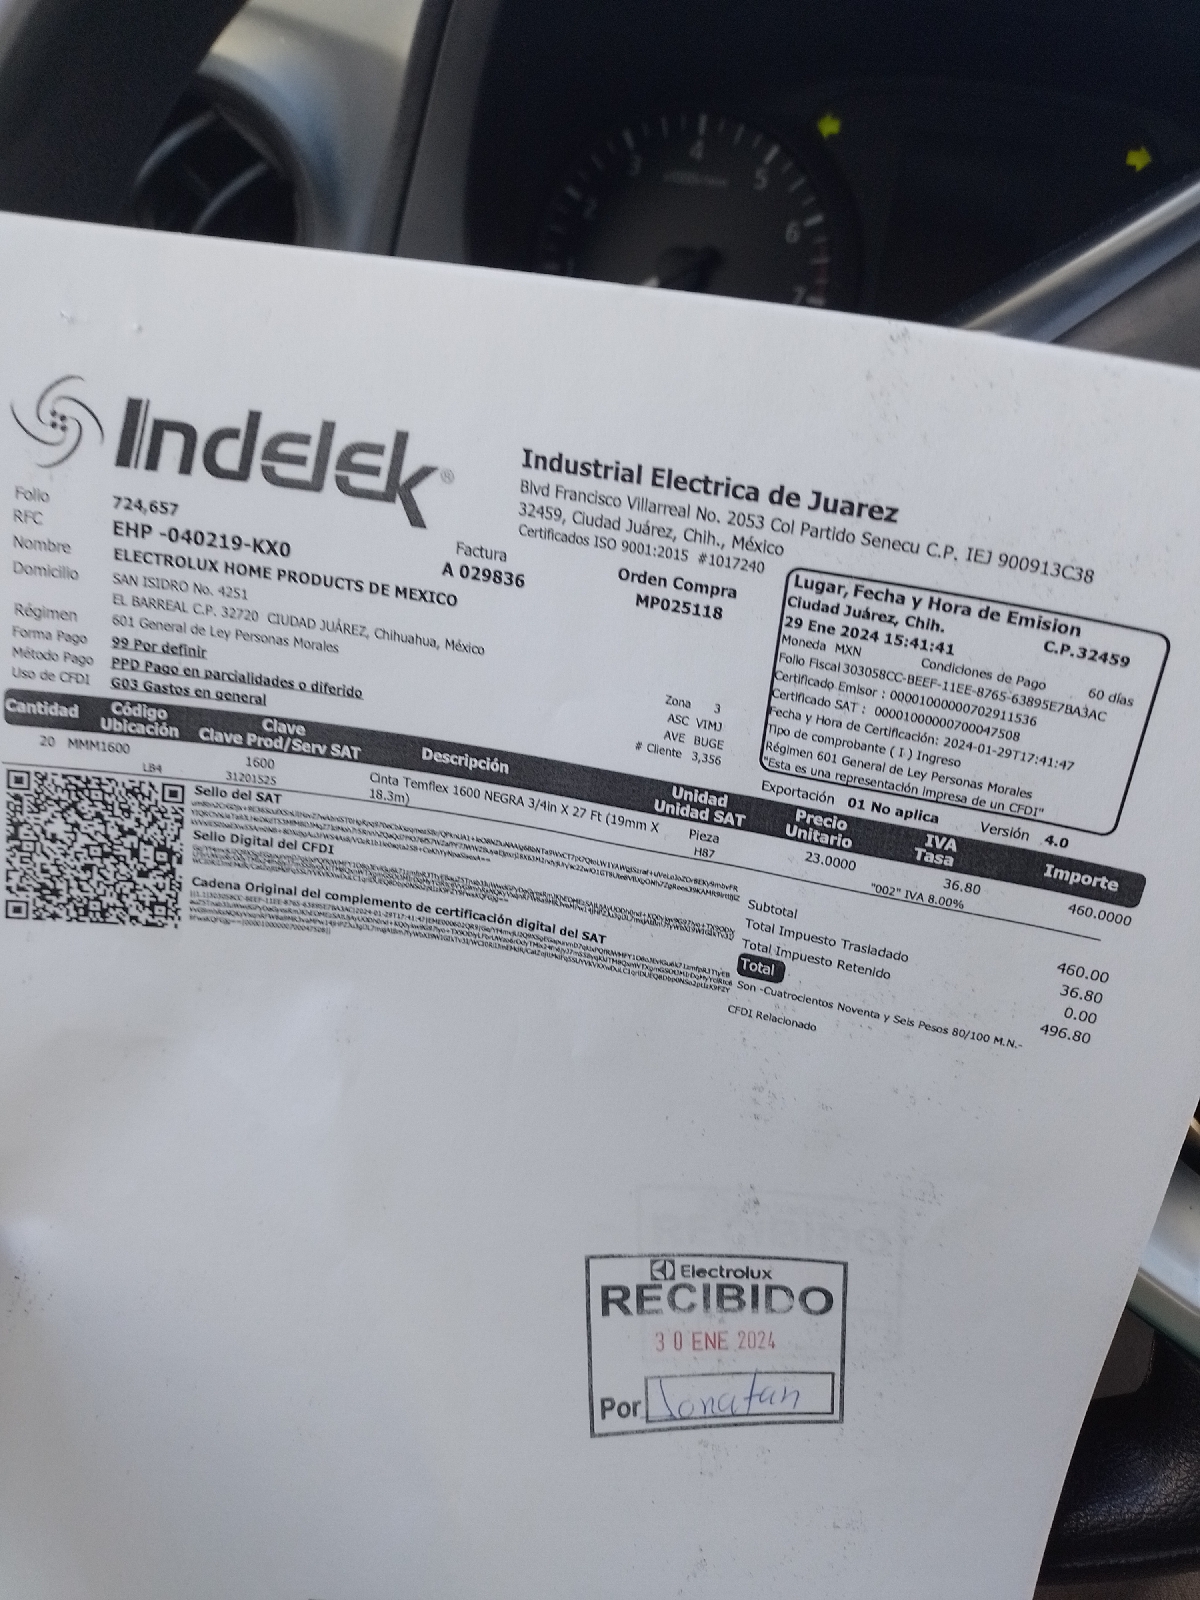 2
3
4
5
6
7
Indelek®
Industrial Electrica de Juarez
Blvd Francisco Villarreal No. 2053 Col Partido Senecu C.P. IEJ 900913C38
32459, Ciudad Juárez, Chih., México
Certificados ISO 9001:2015 #1017240
Folio 724,657
RFC EHP -040219-KX0
Nombre ELECTROLUX HOME PRODUCTS DE MEXICO
Domicilio SAN ISIDRO No. 4251
EL BARREAL C.P. 32720 CIUDAD JUÁREZ, Chihuahua, México
Régimen 601 General de Ley Personas Morales
Forma Pago 99 Por definir
Método Pago PPD Pago en parcialidades o diferido
Uso de CFDI G03 Gastos en general
Factura
A 029836
Orden Compra
MP025118
Zona 3
ASC VIMJ
AVE BUGE
# Cliente 3,356
Lugar, Fecha y Hora de Emision
Ciudad Juárez, Chih. C.P.32459
29 Ene 2024 15:41:41
Moneda MXN Condiciones de Pago 60 días
Folio Fiscal 303058CC-BEEF-11EE-8765-63895E7BA3AC
Certificado Emisor : 00001000000702911536
Certificado SAT : 00001000000700047508
Fecha y Hora de Certificación: 2024-01-29T17:41:47
Tipo de comprobante ( I ) Ingreso
Régimen 601 General de Ley Personas Morales
"Esta es una representación impresa de un CFDI"
Exportación 01 No aplica Versión 4.0
Cantidad Código Ubicación Clave Clave Prod/Serv SAT Descripción Unidad Unidad SAT Precio Unitario IVA Tasa Importe
20 MMM1600 1600 Cinta Temflex 1600 NEGRA 3/4in X 27 Ft (19mm X Pieza 23.0000 36.80 460.0000
LB4 31201525 18.3m) H87 "002" IVA 8.00%
Sello del SAT
Sello Digital del CFDI
Cadena Original del complemento de certificación digital del SAT
Subtotal 460.00
Total Impuesto Trasladado 36.80
Total Impuesto Retenido 0.00
Total 496.80
Son -Cuatrocientos Noventa y Seis Pesos 80/100 M.N.-
CFDI Relacionado
Electrolux
RECIBIDO
30 ENE 2024
Por Jonatan